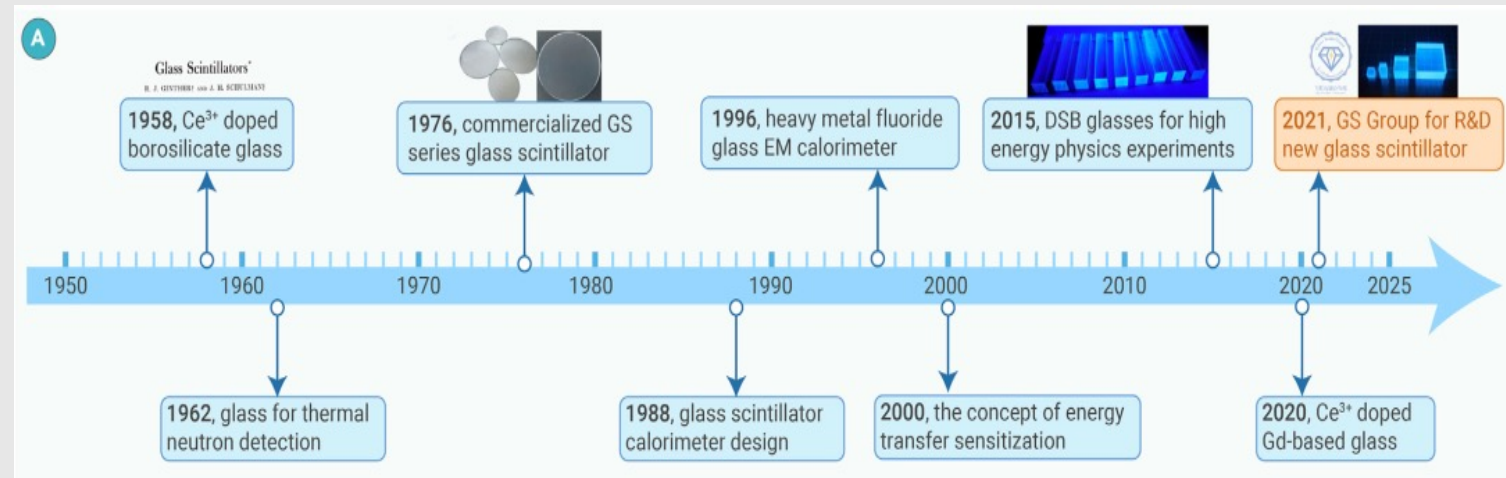 A
Glass Scintillators*
1958, Ce³⁺ doped
borosilicate glass
1976, commercialized GS
series glass scintillator
1996, heavy metal fluoride
glass EM calorimeter
2015, DSB glasses for high
energy physics experiments
2021, GS Group for R&D
new glass scintillator
1950 1960 1970 1980 1990 2000 2010 2020 2025
1962, glass for thermal
neutron detection
1988, glass scintillator
calorimeter design
2000, the concept of energy
transfer sensitization
2020, Ce³⁺ doped
Gd-based glass